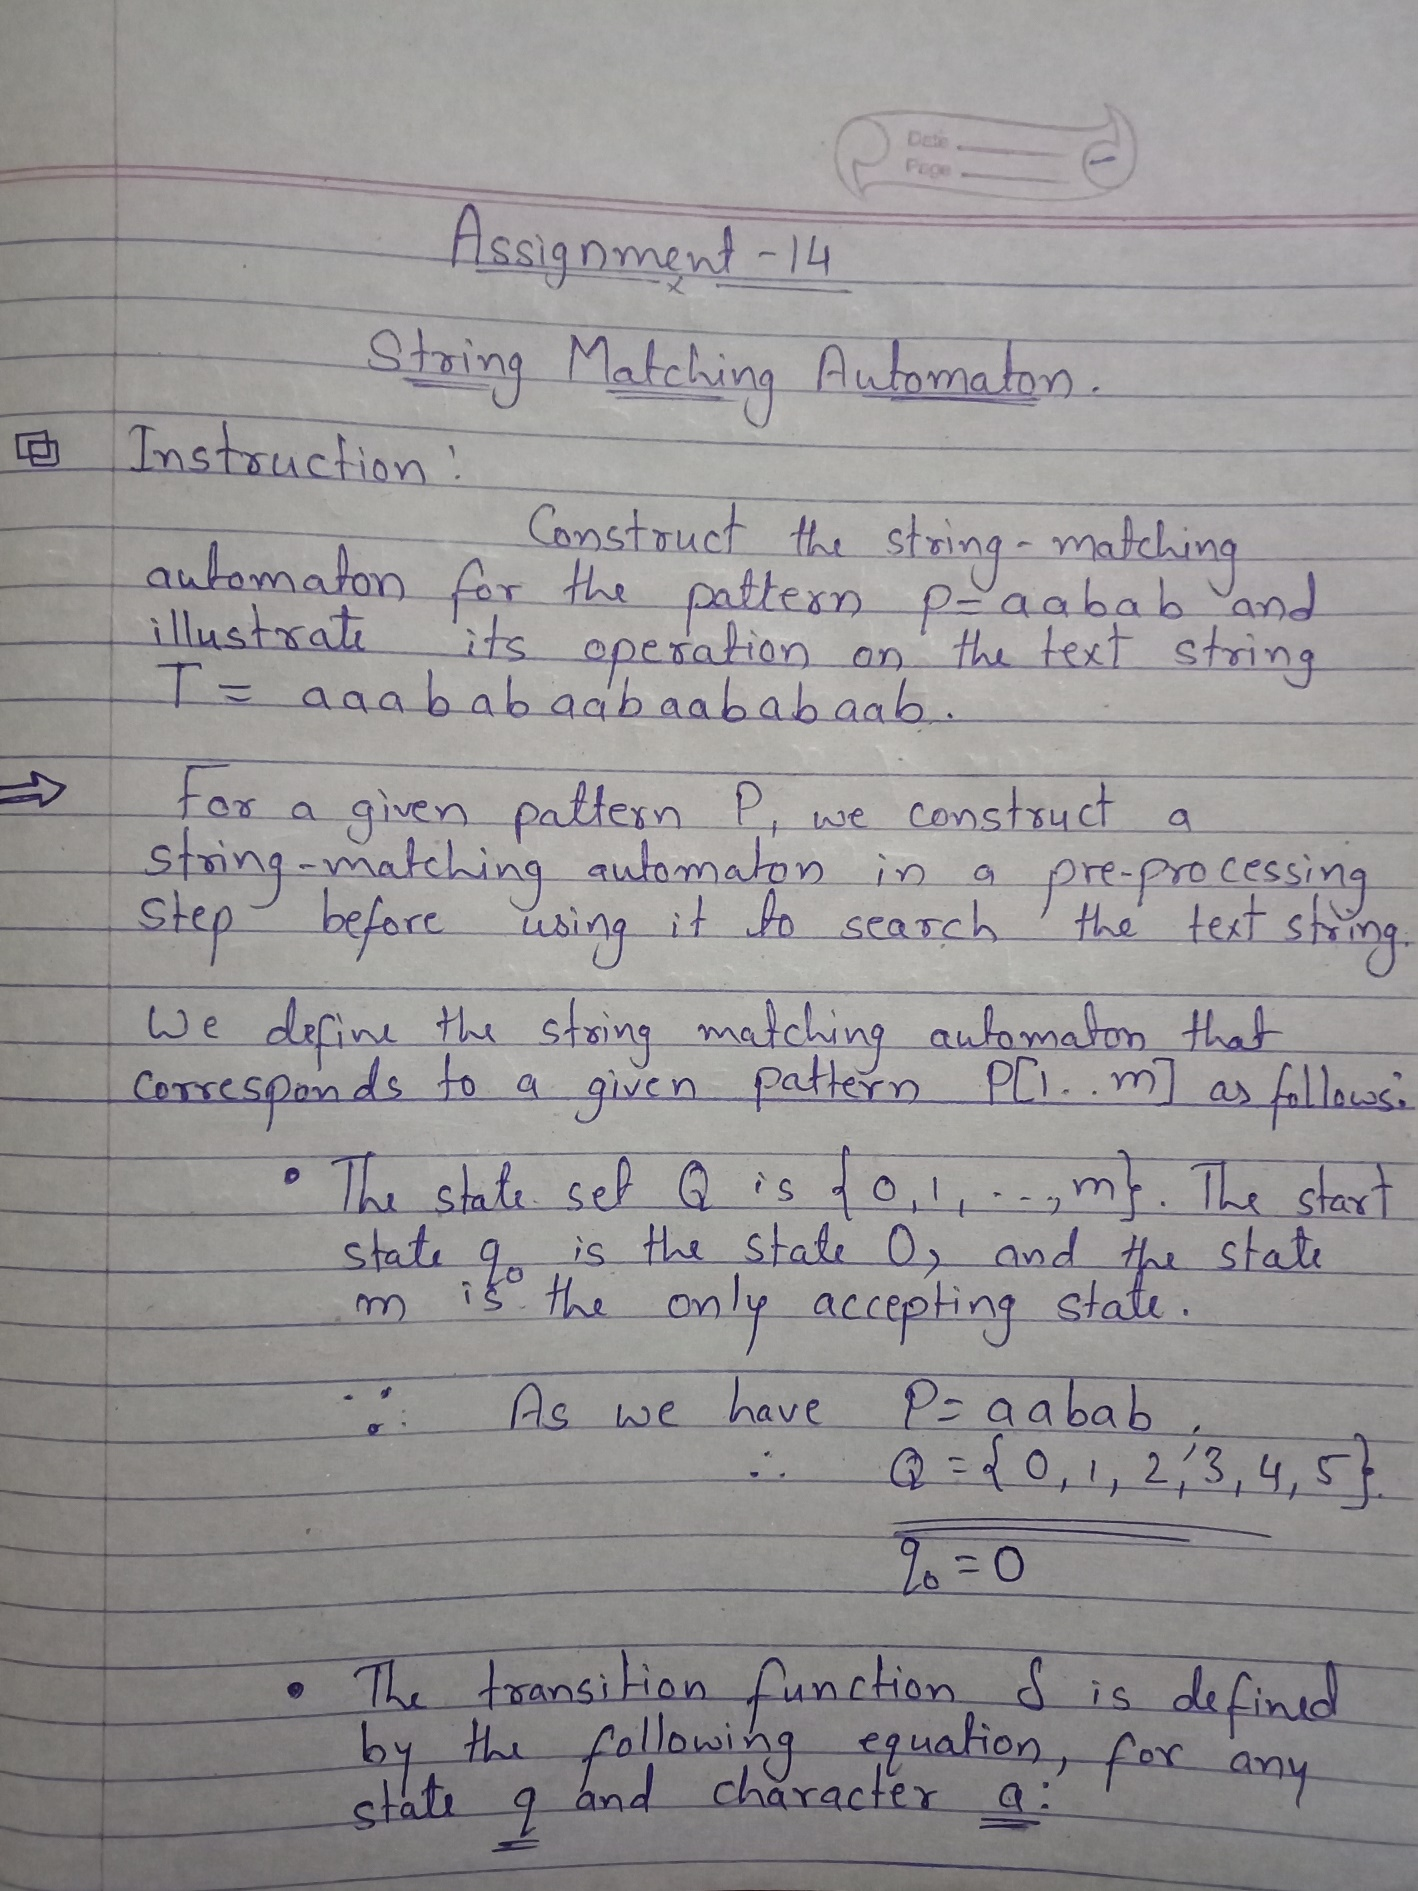 Date
Page
Assignment - 14
String Matching Automaton.
Instruction:
Construct the string-matching
automaton for the pattern P= aabab and
illustrate its operation on the text string
T = aaababaabaababaab.
⇒ For a given pattern P, we construct a
string-matching automaton in a pre-processing
step before using it to search the text string.
We define the string matching automaton that
corresponds to a given pattern P[1..m] as follows:
• The state set Q is {0,1, ...,m}. The start
state q₀ is the state 0, and the state
m is the only accepting state.
∵ As we have P= aabab,
∴ Q = {0, 1, 2, 3, 4, 5}.
q₀ = 0
• The transition function δ is defined
by the following equation, for any
state q and character a: